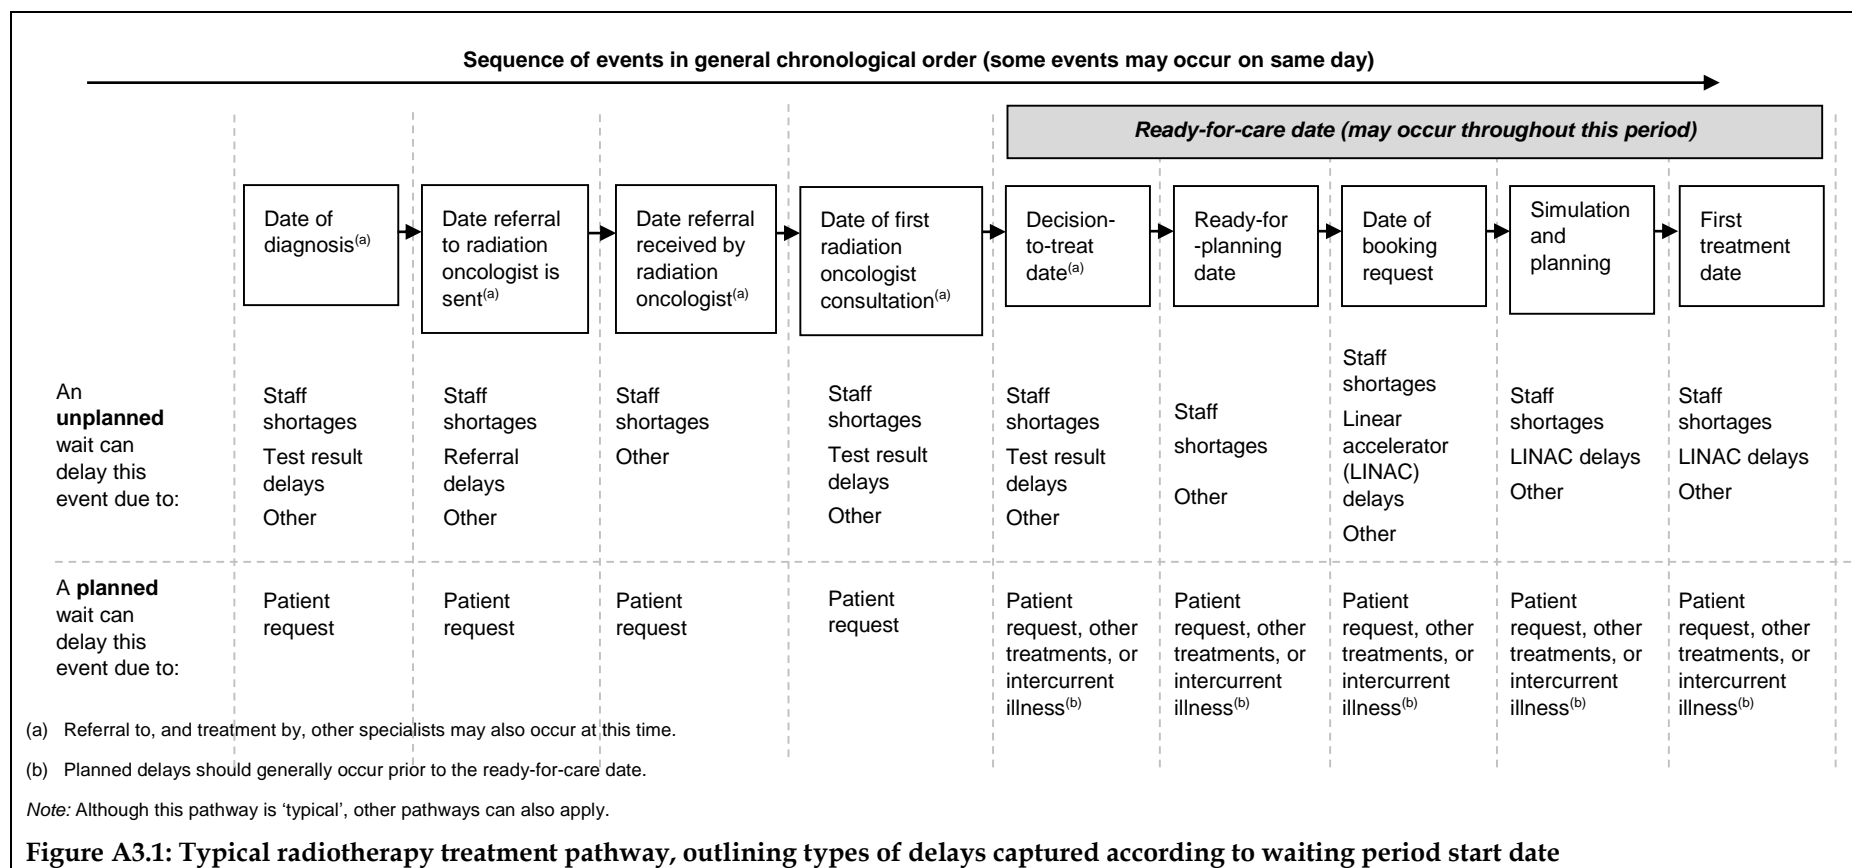 Sequence of events in general chronological order (some events may occur on same day)
Ready-for-care date (may occur throughout this period)
Date of
diagnosis(a)
Date referral
to radiation
oncologist is
sent(a)
Date referral
received by
radiation
oncologist(a)
Date of first
radiation
oncologist
consultation(a)
Decision-
to-treat
date(a)
Ready-for
-planning
date
Date of
booking
request
Simulation
and
planning
First
treatment
date
An
unplanned
wait can
delay this
event due to:
Staff
shortages
Test result
delays
Other
Staff
shortages
Referral
delays
Other
Staff
shortages
Other
Staff
shortages
Test result
delays
Other
Staff
shortages
Test result
delays
Other
Staff
shortages
Other
Staff
shortages
Linear
accelerator
(LINAC)
delays
Other
Staff
shortages
LINAC delays
Other
Staff
shortages
LINAC delays
Other
A planned
wait can
delay this
event due to:
Patient
request
Patient
request
Patient
request
Patient
request
Patient
request, other
treatments, or
intercurrent
illness(b)
Patient
request, other
treatments, or
intercurrent
illness(b)
Patient
request, other
treatments, or
intercurrent
illness(b)
Patient
request, other
treatments, or
intercurrent
illness(b)
Patient
request, other
treatments, or
intercurrent
illness(b)
(a) Referral to, and treatment by, other specialists may also occur at this time.
(b) Planned delays should generally occur prior to the ready-for-care date.
Note: Although this pathway is ‘typical’, other pathways can also apply.
Figure A3.1: Typical radiotherapy treatment pathway, outlining types of delays captured according to waiting period start date